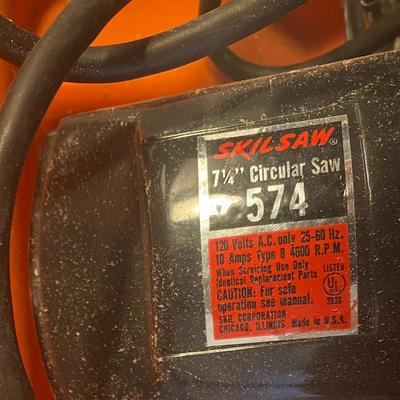 SKILSAW®
7¼" Circular Saw
574
120 Volts A.C. only 25-60 Hz.
10 Amps Type 8 4600 R.P.M.
When Servicing Use Only
Identical Replacement Parts
CAUTION: For safe
operation see manual.
SKIL CORPORATION
CHICAGO, ILLINOIS Made in U.S.A.
LISTED
UL